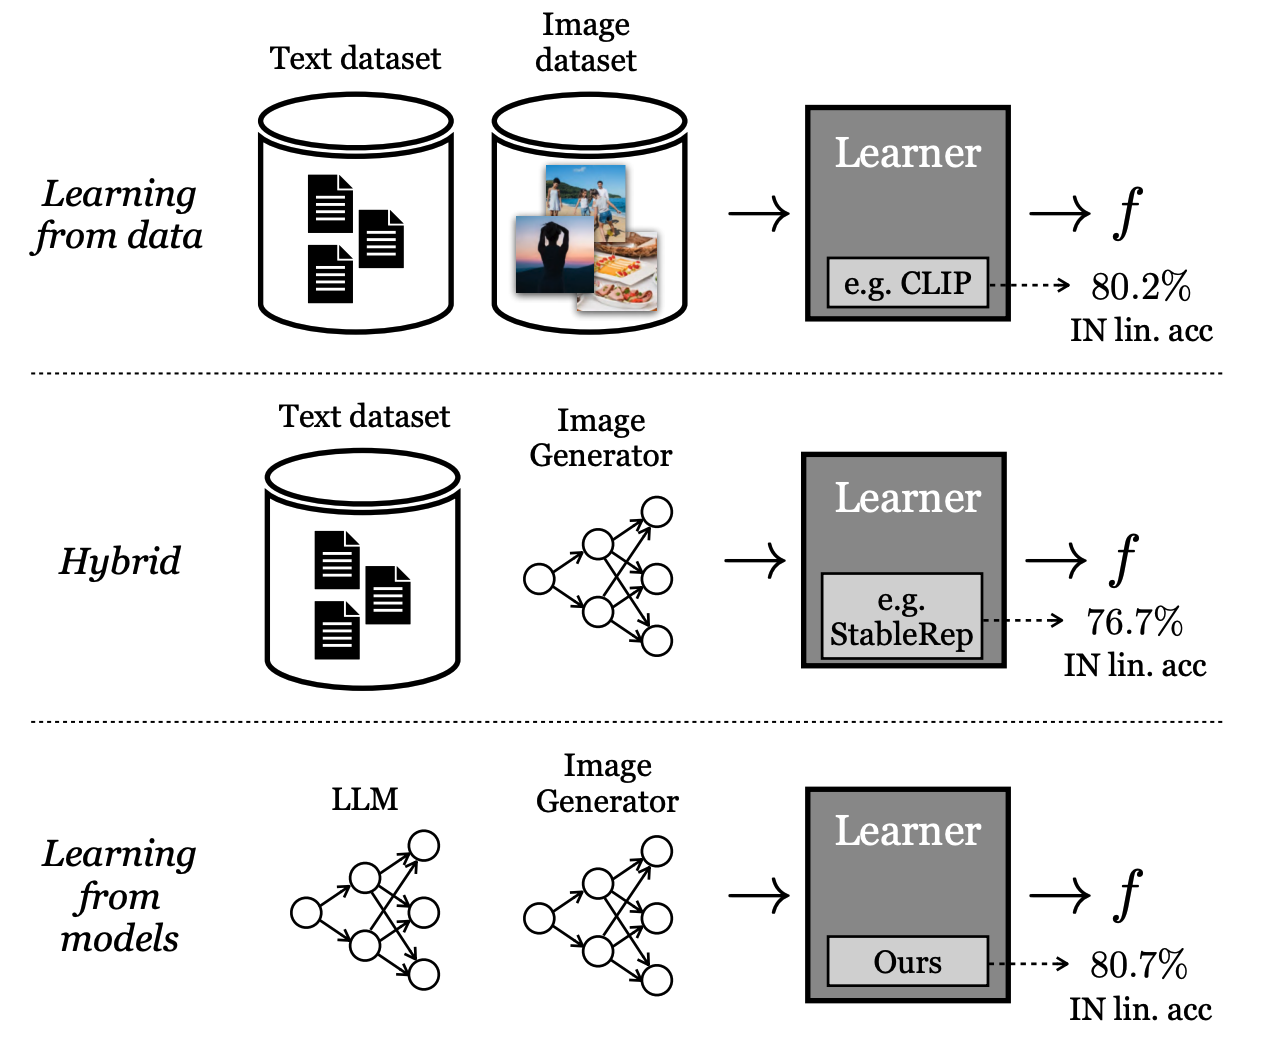 Text dataset
Image
dataset
Learning
from data
Learner
e.g. CLIP
f
80.2%
IN lin. acc
Text dataset
Image
Generator
Hybrid
Learner
e.g.
StableRep
f
76.7%
IN lin. acc
LLM
Image
Generator
Learning
from
models
Learner
Ours
f
80.7%
IN lin. acc